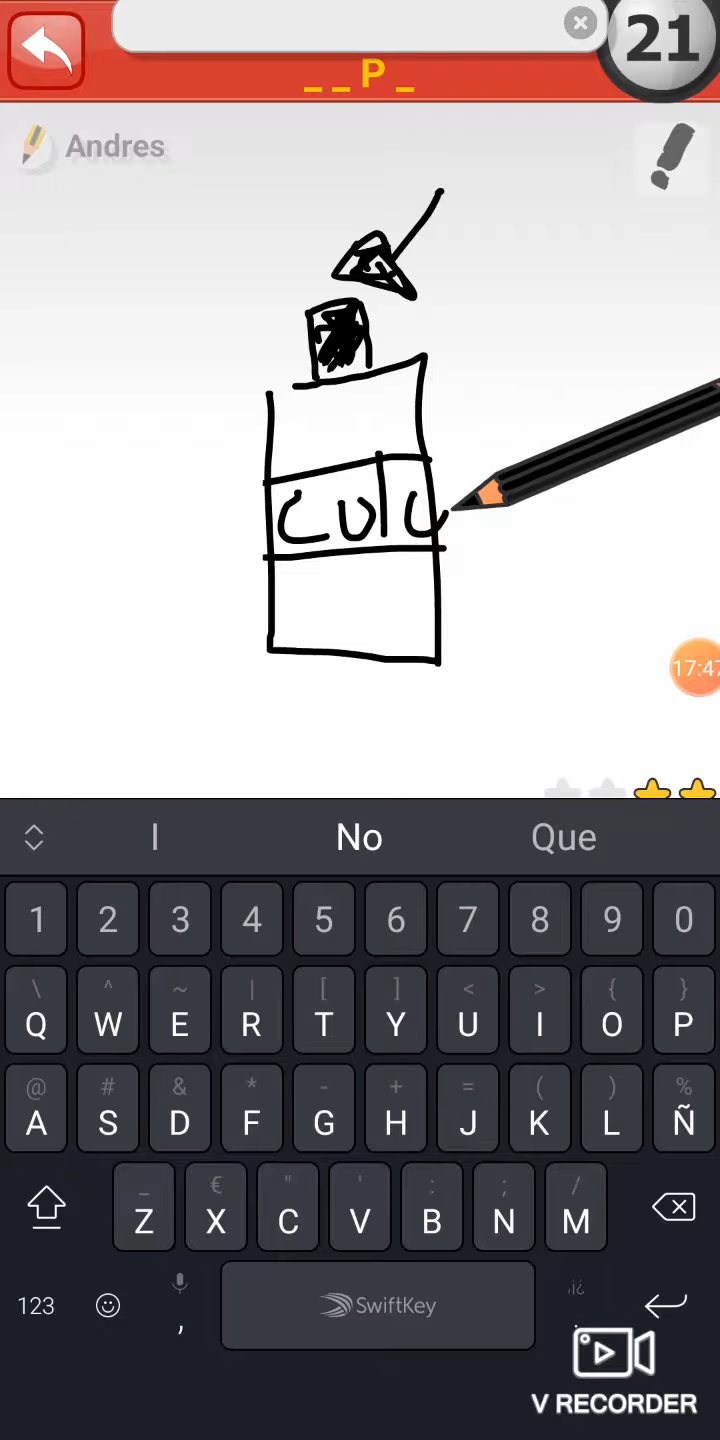 21
_ _ P _
Andres
CU|C
17:47
I No Que
1 2 3 4 5 6 7 8 9 0
\ ^ ~ | [ ] < > { }
Q W E R T Y U I O P
@ # & * - + = ( ) %
A S D F G H J K L Ñ
_ € " ' : ; /
Z X C V B N M
123 , SwiftKey .
V RECORDER